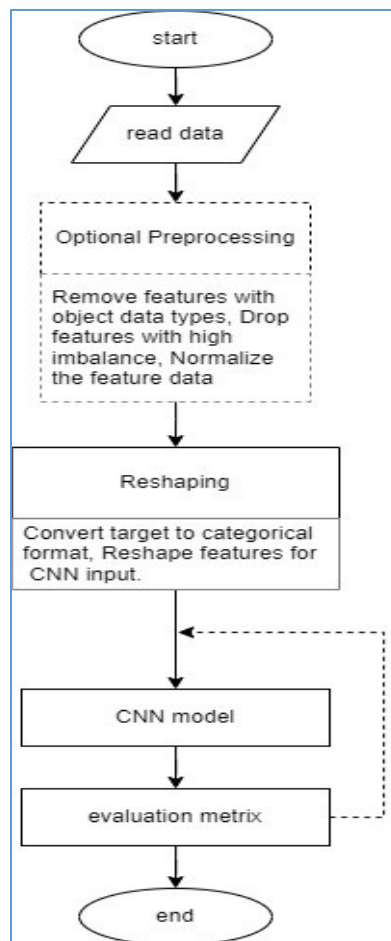 start
read data
Optional Preprocessing
Remove features with
object data types, Drop
features with high
imbalance, Normalize
the feature data
Reshaping
Convert target to categorical
format, Reshape features for
CNN input.
CNN model
evaluation metrix
end